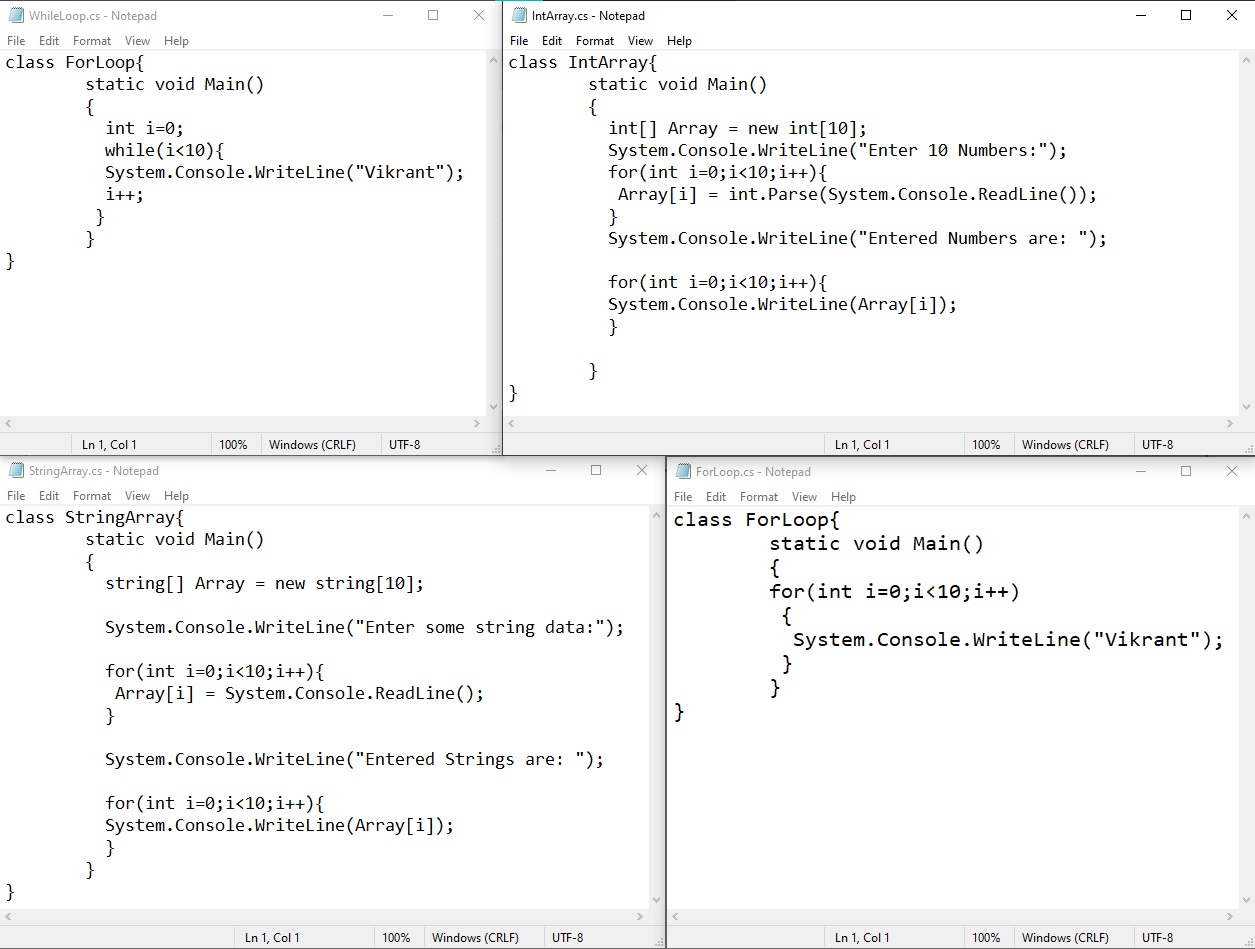 WhileLoop.cs - Notepad
File Edit Format View Help
class ForLoop{
static void Main()
{
int i=0;
while(i<10){
System.Console.WriteLine("Vikrant");
i++;
}
}
}
Ln 1, Col 1 100% Windows (CRLF) UTF-8
IntArray.cs - Notepad
File Edit Format View Help
class IntArray{
static void Main()
{
int[] Array = new int[10];
System.Console.WriteLine("Enter 10 Numbers:");
for(int i=0;i<10;i++){
Array[i] = int.Parse(System.Console.ReadLine());
}
System.Console.WriteLine("Entered Numbers are: ");
for(int i=0;i<10;i++){
System.Console.WriteLine(Array[i]);
}
}
}
Ln 1, Col 1 100% Windows (CRLF) UTF-8
StringArray.cs - Notepad
File Edit Format View Help
class StringArray{
static void Main()
{
string[] Array = new string[10];
System.Console.WriteLine("Enter some string data:");
for(int i=0;i<10;i++){
Array[i] = System.Console.ReadLine();
}
System.Console.WriteLine("Entered Strings are: ");
for(int i=0;i<10;i++){
System.Console.WriteLine(Array[i]);
}
}
}
Ln 1, Col 1 100% Windows (CRLF) UTF-8
ForLoop.cs - Notepad
File Edit Format View Help
class ForLoop{
static void Main()
{
for(int i=0;i<10;i++)
{
System.Console.WriteLine("Vikrant");
}
}
}
Ln 1, Col 1 100% Windows (CRLF) UTF-8